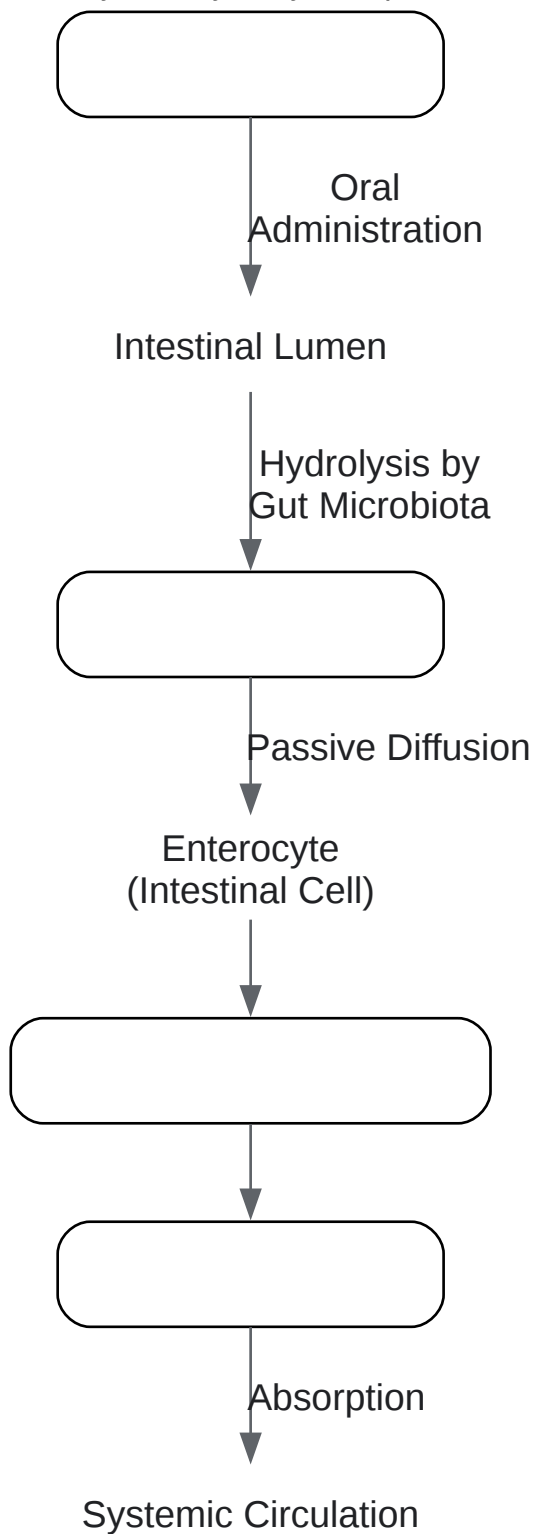 Oral
Administration
Intestinal Lumen
Hydrolysis by
Gut Microbiota
Passive Diffusion
Enterocyte
(Intestinal Cell)
Absorption
Systemic Circulation